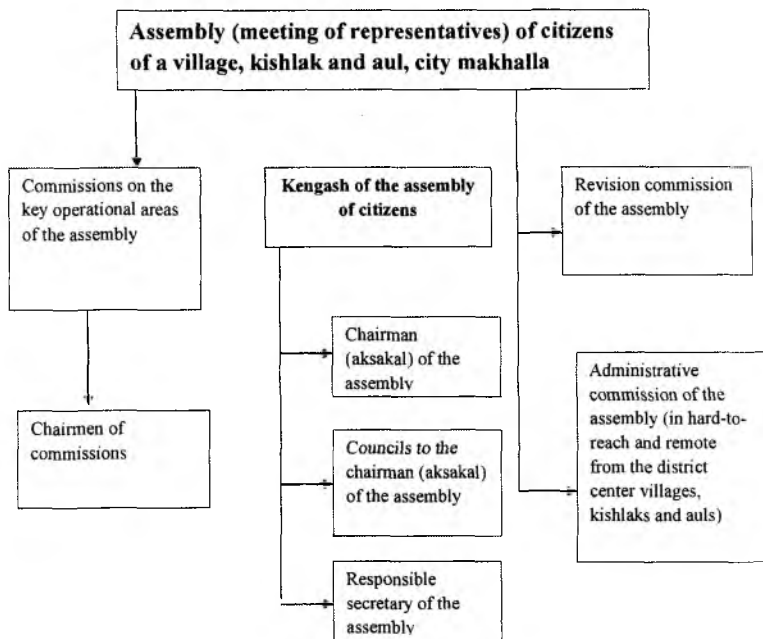 Assembly (meeting of representatives) of citizens
of a village, kishlak and aul, city makhalla
Commissions on the
key operational areas
of the assembly
Chairmen of
commissions
Kengash of the assembly
of citizens
Chairman
(aksakal) of the
assembly
Councils to the
chairman (aksakal)
of the assembly
Responsible
secretary of the
assembly
Revision commission
of the assembly
Administrative
commission of the
assembly (in hard-to-
reach and remote
from the district
center villages,
kishlaks and auls)